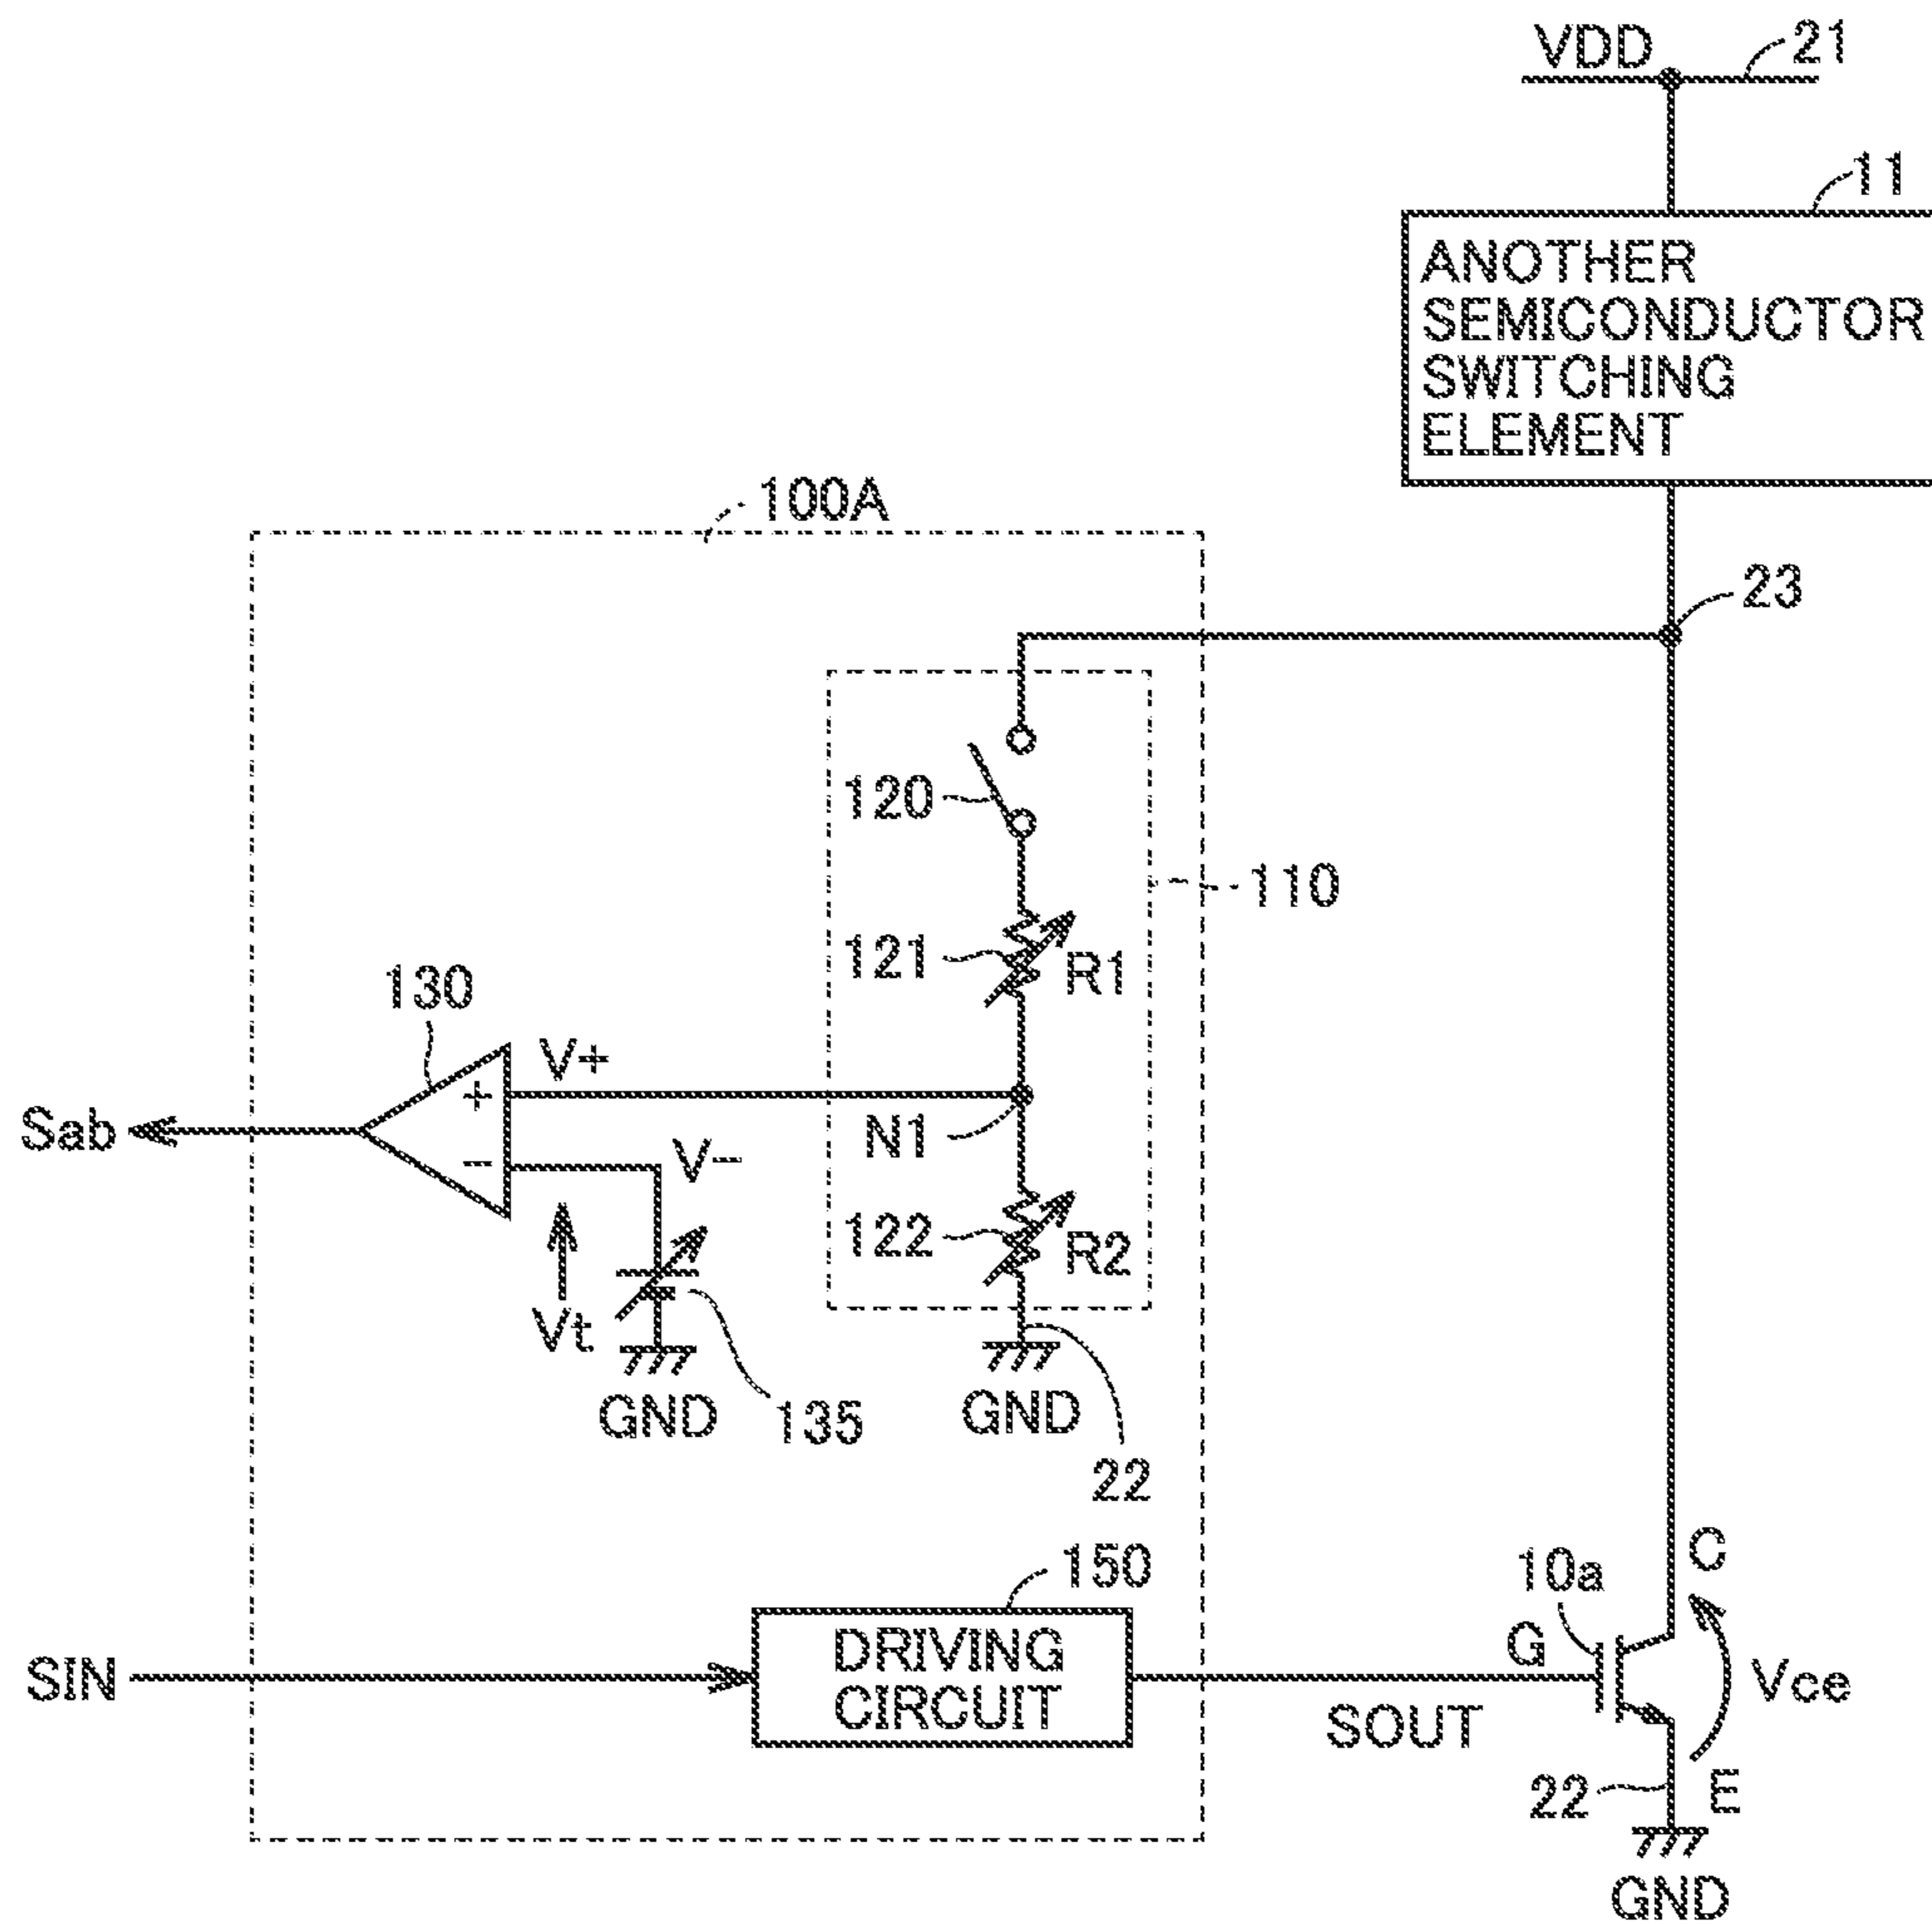 VDD
21
11
ANOTHER
SEMICONDUCTOR
SWITCHING
ELEMENT
100A
23
120
110
121
R1
130
V+
Sab
+
N1
−
V−
122
R2
Vt
GND
135
GND
22
150
C
10a
DRIVING
CIRCUIT
G
SIN
SOUT
Vce
22
E
GND